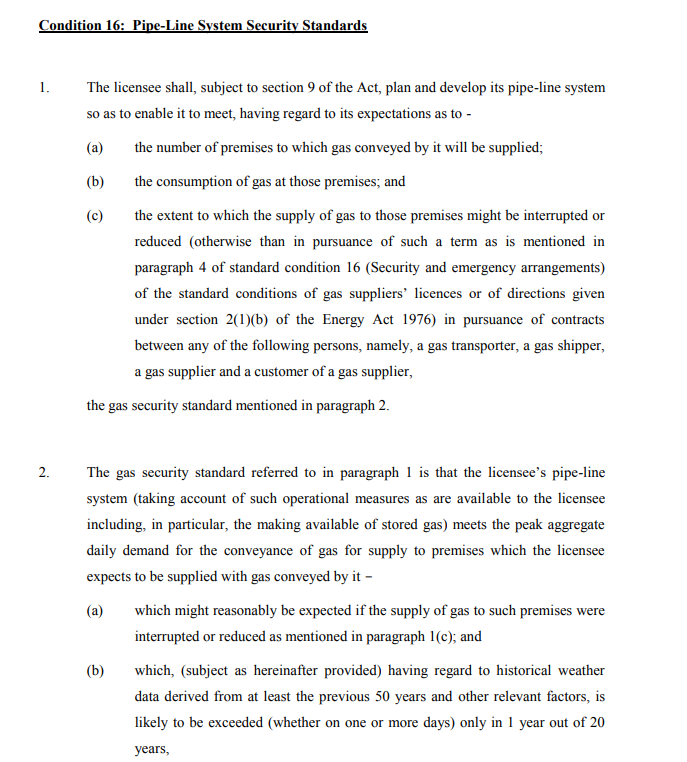 Condition 16: Pipe-Line System Security Standards
1. The licensee shall, subject to section 9 of the Act, plan and develop its pipe-line system
so as to enable it to meet, having regard to its expectations as to -
(a) the number of premises to which gas conveyed by it will be supplied;
(b) the consumption of gas at those premises; and
(c) the extent to which the supply of gas to those premises might be interrupted or
reduced (otherwise than in pursuance of such a term as is mentioned in
paragraph 4 of standard condition 16 (Security and emergency arrangements)
of the standard conditions of gas suppliers’ licences or of directions given
under section 2(1)(b) of the Energy Act 1976) in pursuance of contracts
between any of the following persons, namely, a gas transporter, a gas shipper,
a gas supplier and a customer of a gas supplier,
the gas security standard mentioned in paragraph 2.
2. The gas security standard referred to in paragraph 1 is that the licensee’s pipe-line
system (taking account of such operational measures as are available to the licensee
including, in particular, the making available of stored gas) meets the peak aggregate
daily demand for the conveyance of gas for supply to premises which the licensee
expects to be supplied with gas conveyed by it –
(a) which might reasonably be expected if the supply of gas to such premises were
interrupted or reduced as mentioned in paragraph 1(c); and
(b) which, (subject as hereinafter provided) having regard to historical weather
data derived from at least the previous 50 years and other relevant factors, is
likely to be exceeded (whether on one or more days) only in 1 year out of 20
years,